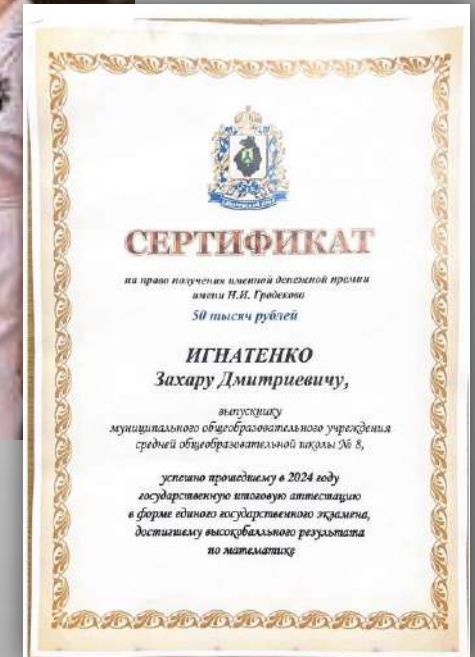 ХАБАРОВСКИЙ КРАЙ
СЕРТИФИКАТ
на право получения именной денежной премии
имени Н.И. Гродекова
50 тысяч рублей
ИГНАТЕНКО
Захару Дмитриевичу,
выпускнику
муниципального общеобразовательного учреждения
средней общеобразовательной школы № 8,
успешно прошедшему в 2024 году
государственную итоговую аттестацию
в форме единого государственного экзамена,
достигшему высокобалльного результата
по математике